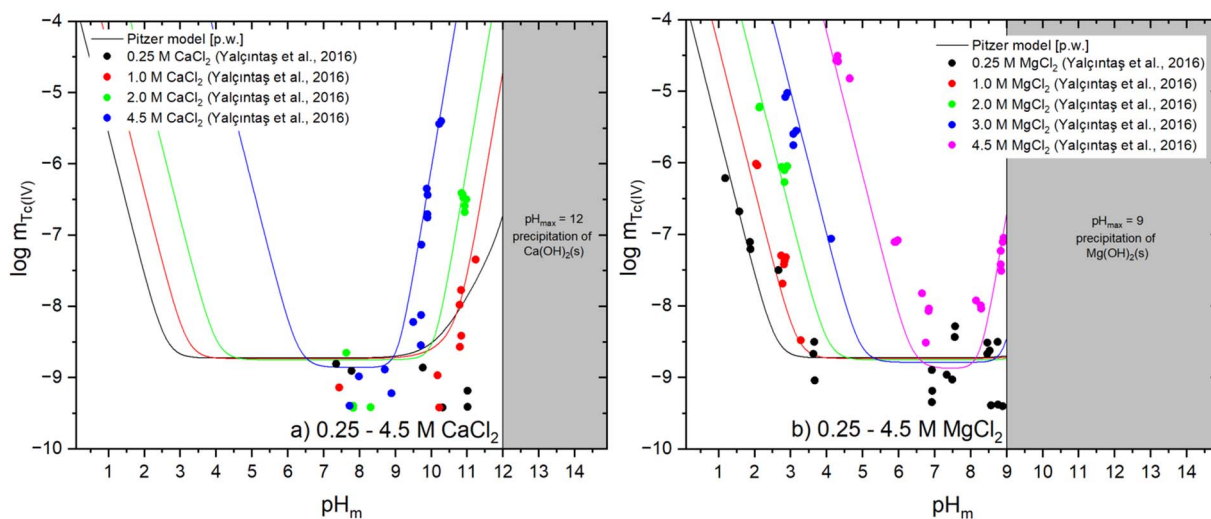 a)
−4
−5
−6
−7
−8
−9
−10
log m_Tc(IV)
Pitzer model [p.w.]
0.25 M CaCl₂ (Yalçıntaş et al., 2016)
1.0 M CaCl₂ (Yalçıntaş et al., 2016)
2.0 M CaCl₂ (Yalçıntaş et al., 2016)
4.5 M CaCl₂ (Yalçıntaş et al., 2016)
pHmax = 12
precipitation of
Ca(OH)₂(s)
a) 0.25 - 4.5 M CaCl₂
1 2 3 4 5 6 7 8 9 10 11 12 13 14
pHₘ
b)
−4
−5
−6
−7
−8
−9
−10
log m_Tc(IV)
Pitzer model [p.w.]
0.25 M MgCl₂ (Yalçıntaş et al., 2016)
1.0 M MgCl₂ (Yalçıntaş et al., 2016)
2.0 M MgCl₂ (Yalçıntaş et al., 2016)
3.0 M MgCl₂ (Yalçıntaş et al., 2016)
4.5 M MgCl₂ (Yalçıntaş et al., 2016)
pHmax = 9
precipitation of
Mg(OH)₂(s)
b) 0.25 - 4.5 M MgCl₂
1 2 3 4 5 6 7 8 9 10 11 12 13 14
pHₘ